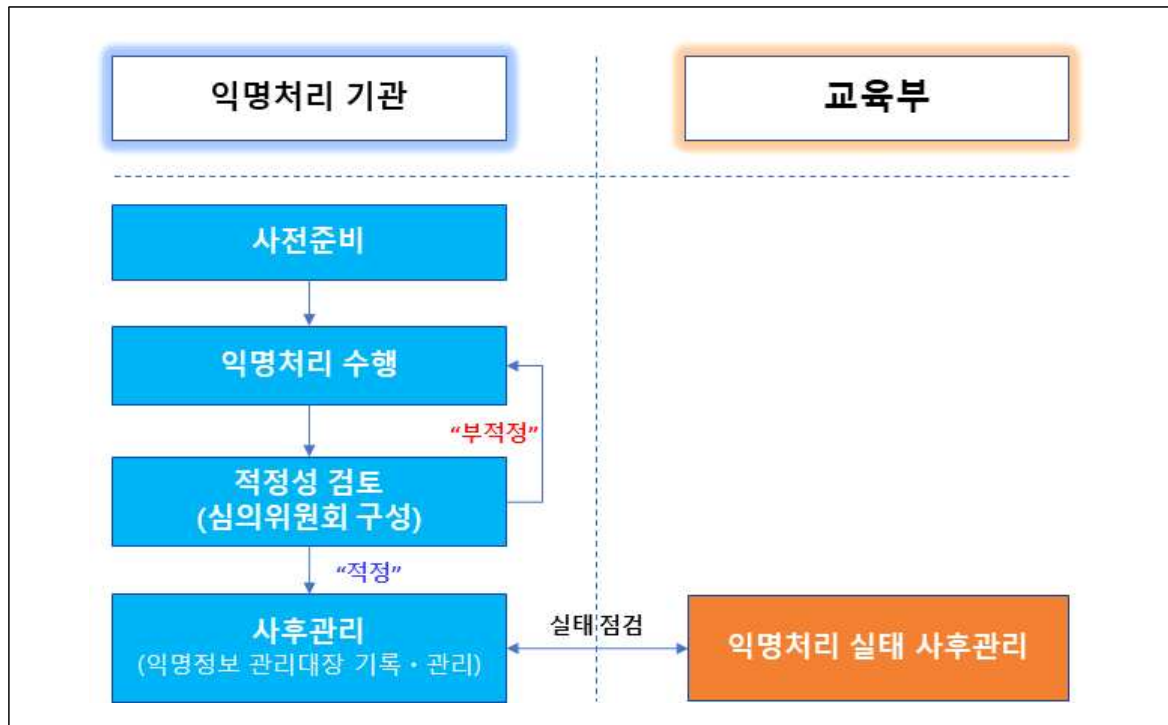 익명처리 기관
교육부
사전준비
익명처리 수행
“부적정”
적정성 검토
(심의위원회 구성)
“적정”
사후관리
(익명정보 관리대장 기록・관리)
실태 점검
익명처리 실태 사후관리